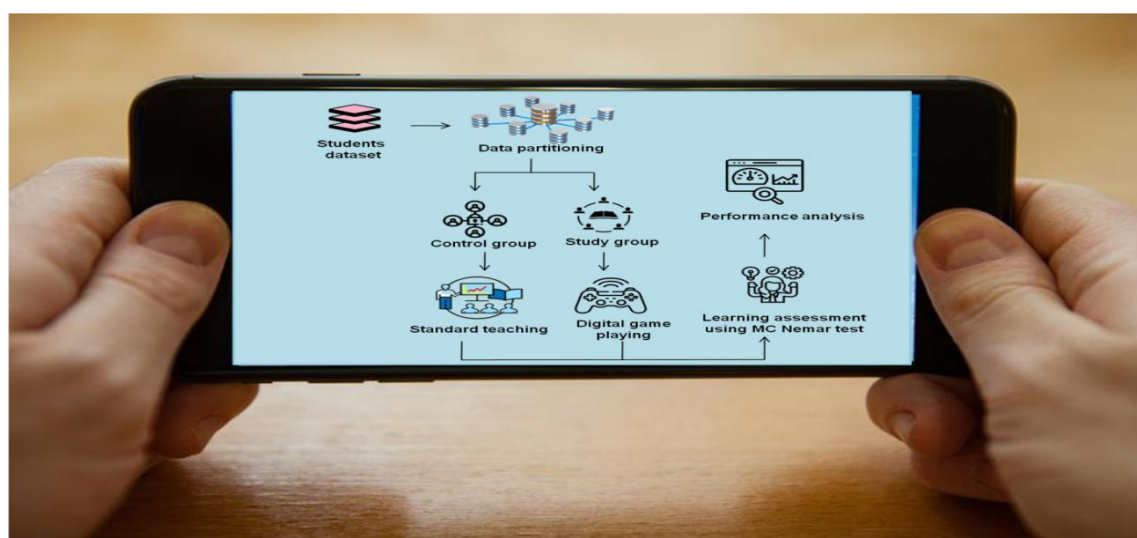 Students
dataset
Data partitioning
Control group
Study group
Standard teaching
Digital game
playing
Performance analysis
Learning assessment
using MC Nemar test